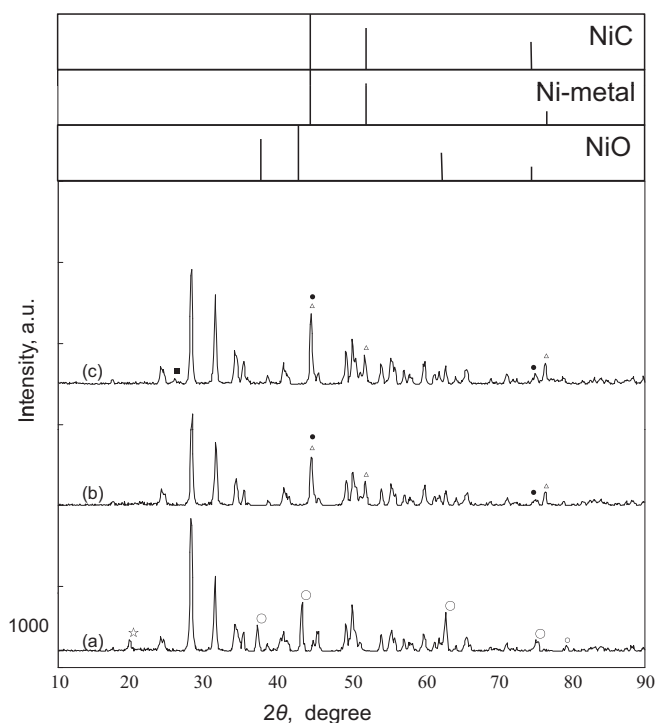 NiC
Ni-metal
NiO
Intensity, a.u.
(c)
(b)
1000
(a)
10 20 30 40 50 60 70 80 90
2θ, degree